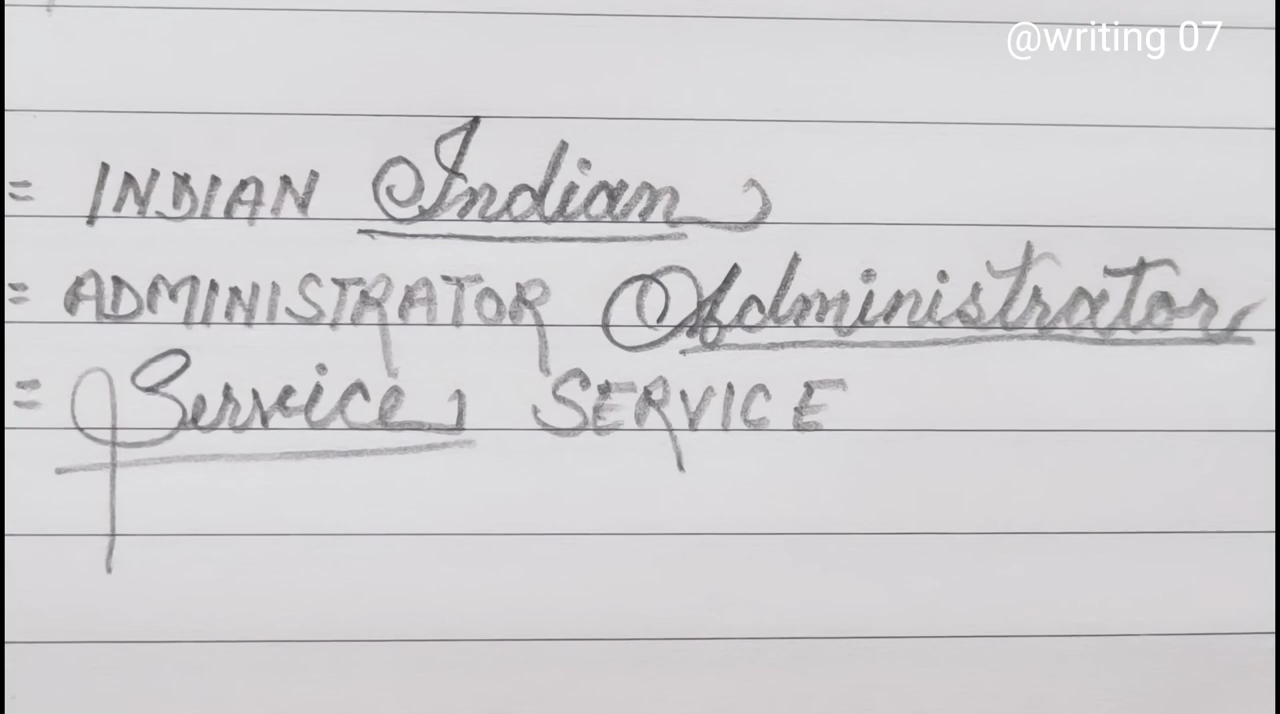 @writing 07
= INDIAN Indian
= ADMINISTRATOR Administrator
= Service SERVICE